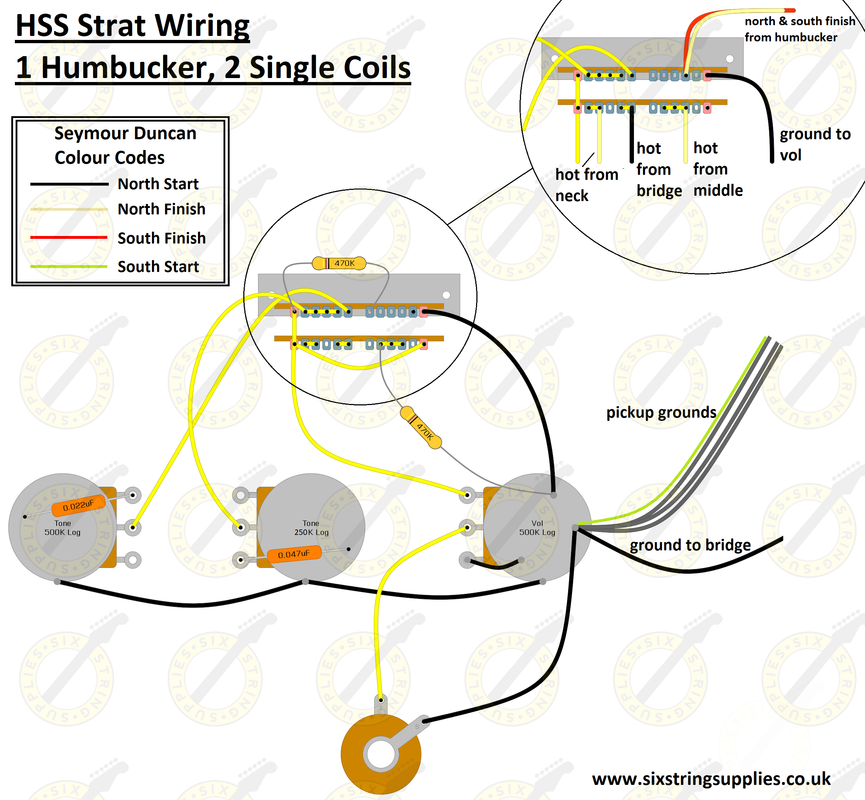 HSS Strat Wiring
1 Humbucker, 2 Single Coils
Seymour Duncan
Colour Codes
North Start
North Finish
South Finish
South Start
north & south finish
from humbucker
ground to
vol
hot from
neck
hot
from
bridge
hot
from
middle
470K
470K
pickup grounds
ground to bridge
0.022uF
Tone
500K Log
Tone
250K Log
0.047uF
Vol
500K Log
www.sixstringsupplies.co.uk
SIX STRING SUPPLIES